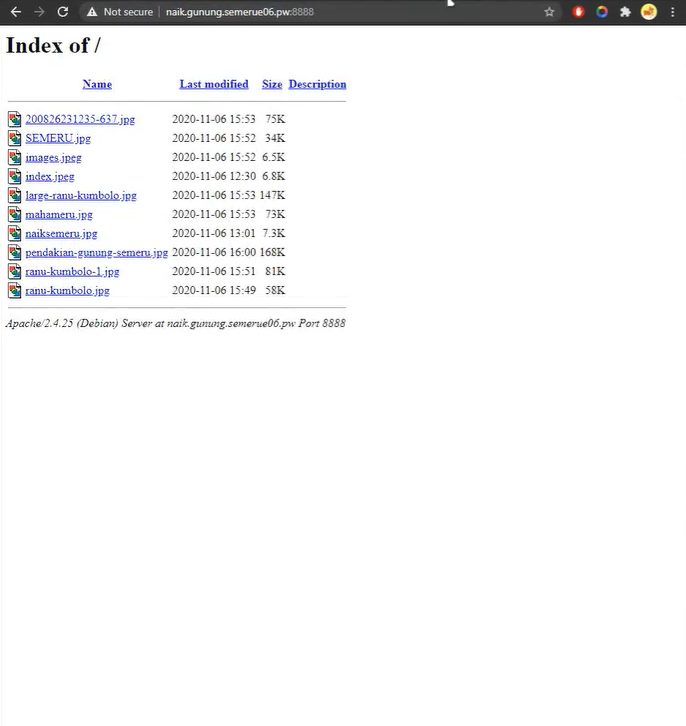 Not secure | naik.gunung.semerue06.pw:8888
Index of /
Name Last modified Size Description
200826231235-637.jpg 2020-11-06 15:53 75K
SEMERU.jpg 2020-11-06 15:52 34K
images.jpeg 2020-11-06 15:52 6.5K
index.jpeg 2020-11-06 12:30 6.8K
large-ranu-kumbolo.jpg 2020-11-06 15:53 147K
mahameru.jpg 2020-11-06 15:53 73K
naiksemeru.jpg 2020-11-06 13:01 7.3K
pendakian-gunung-semeru.jpg 2020-11-06 16:00 168K
ranu-kumbolo-1.jpg 2020-11-06 15:51 81K
ranu-kumbolo.jpg 2020-11-06 15:49 58K
Apache/2.4.25 (Debian) Server at naik.gunung.semerue06.pw Port 8888